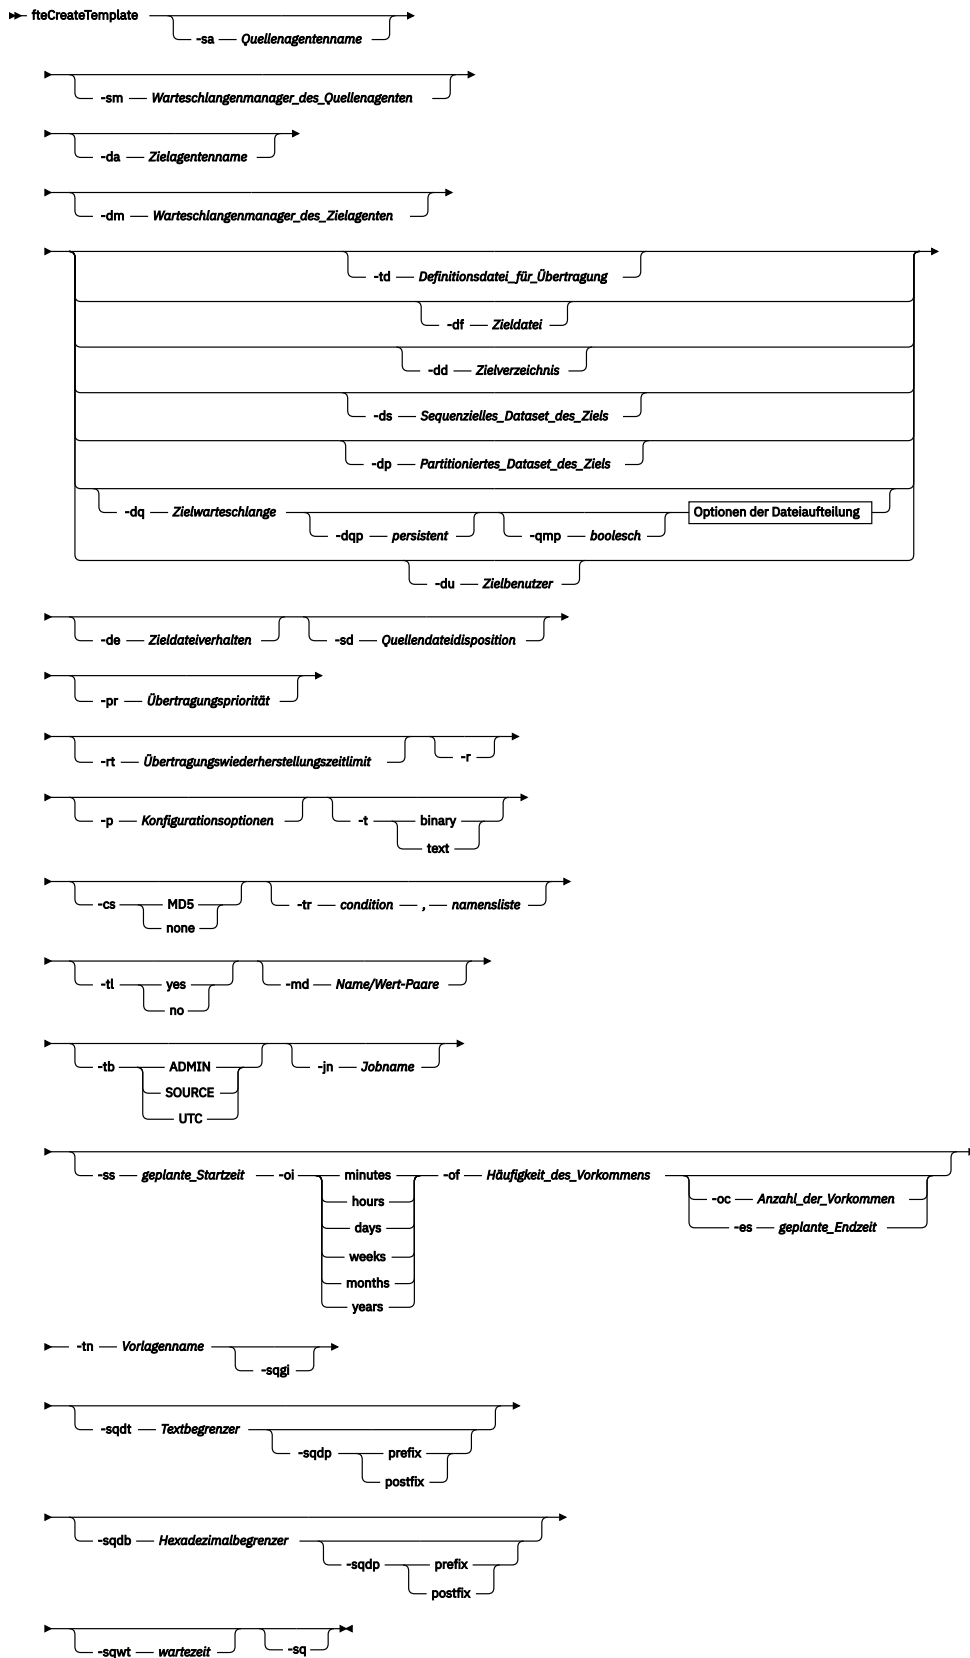 fteCreateTemplate
-sa Quellenagentenname
-sm Warteschlangenmanager_des_Quellenagenten
-da Zielagentenname
-dm Warteschlangenmanager_des_Zielagenten
-td Definitionsdatei_für_Übertragung
-df Zieldatei
-dd Zielverzeichnis
-ds Sequenzielles_Dataset_des_Ziels
-dp Partitioniertes_Dataset_des_Ziels
-dq Zielwarteschlange Optionen der Dateiaufteilung
-dqp persistent -qmp boolesch
-du Zielbenutzer
-de Zieldateiverhalten -sd Quellendateidisposition
-pr Übertragungspriorität
-rt Übertragungswiederherstellungszeitlimit -r
-p Konfigurationsoptionen -t binary
text
-cs MD5 -tr condition , namensliste
none
-tl yes -md Name/Wert-Paare
no
-tb ADMIN -jn Jobname
SOURCE
UTC
-ss geplante_Startzeit -oi minutes -of Häufigkeit_des_Vorkommens
hours -oc Anzahl_der_Vorkommen
days -es geplante_Endzeit
weeks
months
years
-tn Vorlagenname
-sqgi
-sqdt Textbegrenzer
-sqdp prefix
postfix
-sqdb Hexadezimalbegrenzer
-sqdp prefix
postfix
-sqwt wartezeit -sq